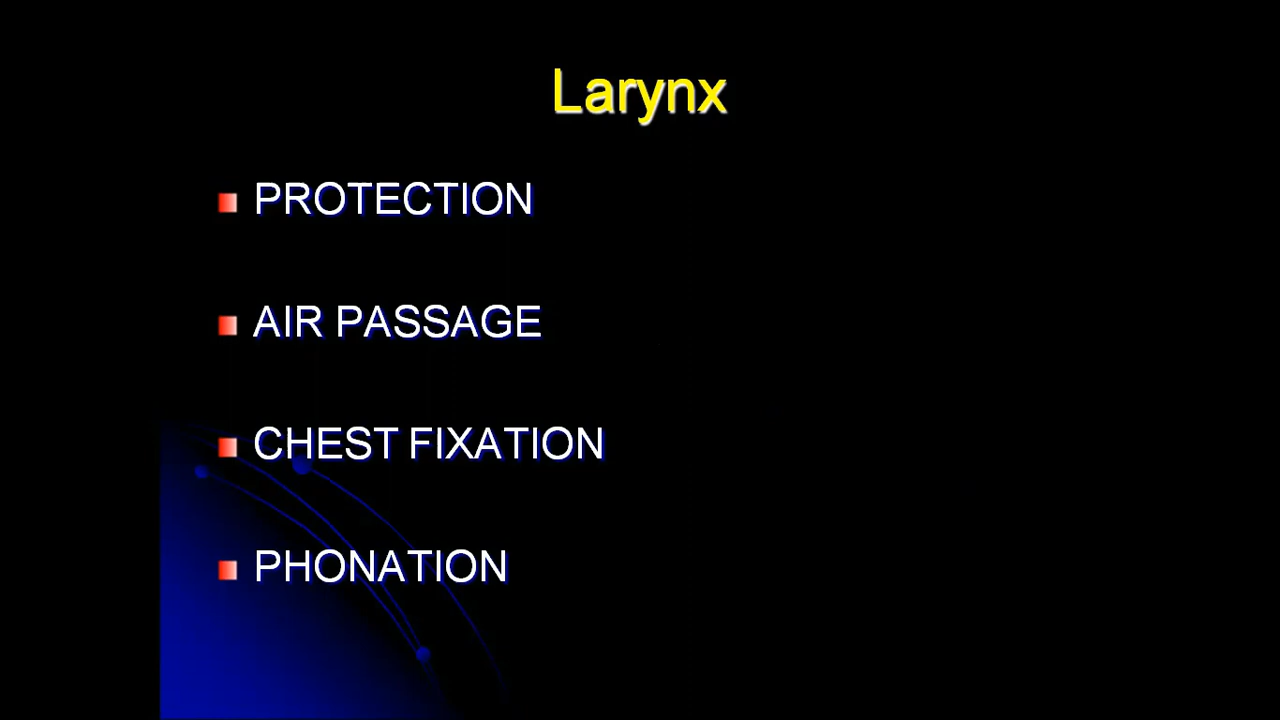 Larynx
PROTECTION
AIR PASSAGE
CHEST FIXATION
PHONATION